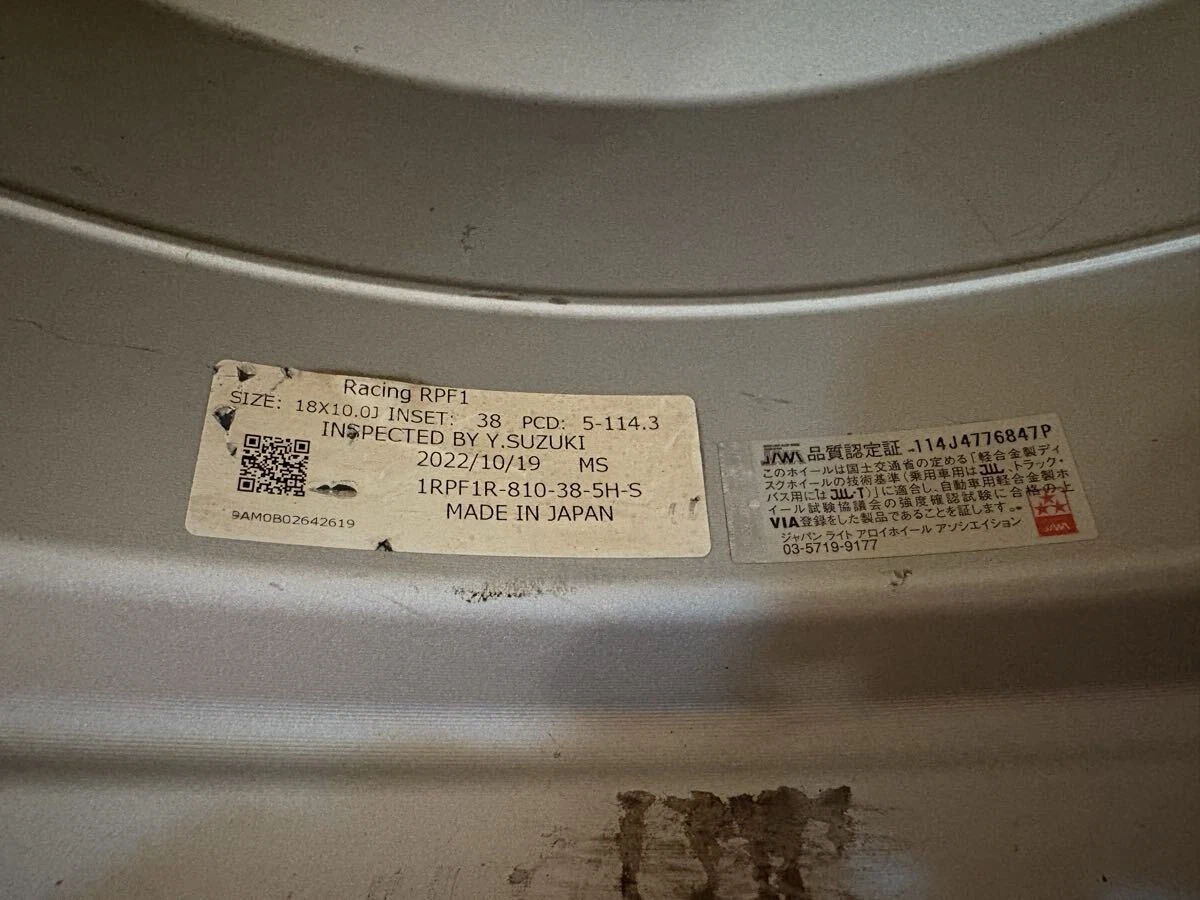 Racing RPF1
SIZE: 18X10.0J INSET: 38 PCD: 5-114.3
INSPECTED BY Y.SUZUKI
2022/10/19 MS
1RPF1R-810-38-5H-S
MADE IN JAPAN
9AM0B02642619
JAWA 品質認定証 114J4776847P
このホイールは国土交通省の定める「軽合金製ディ
スクホイールの技術基準(乗用車用はJWL、トラック・
バス用にはJWL-T)」に適合し、自動車用軽合金製ホ
イール試験協議会の強度確認試験に合格の上
VIA登録をした製品であることを証します。
ジャパン ライト アロイホイール アソシエイション
03-5719-9177
JAWA